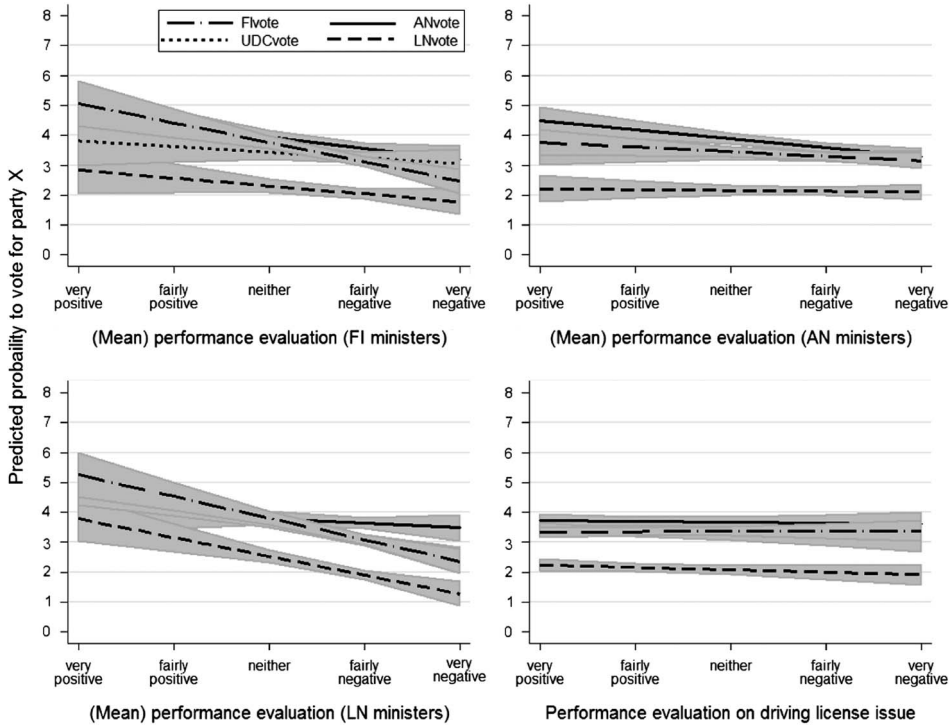 Predicted probaility to vote for party X
8
7
6
5
4
3
2
1
0
FIvote
ANvote
UDCvote
LNvote
very positive
fairly positive
neither
fairly negative
very negative
(Mean) performance evaluation (FI ministers)
8
7
6
5
4
3
2
1
0
very positive
fairly positive
neither
fairly negative
very negative
(Mean) performance evaluation (AN ministers)
8
7
6
5
4
3
2
1
0
very positive
fairly positive
neither
fairly negative
very negative
(Mean) performance evaluation (LN ministers)
8
7
6
5
4
3
2
1
0
very positive
fairly positive
neither
fairly negative
very negative
Performance evaluation on driving license issue